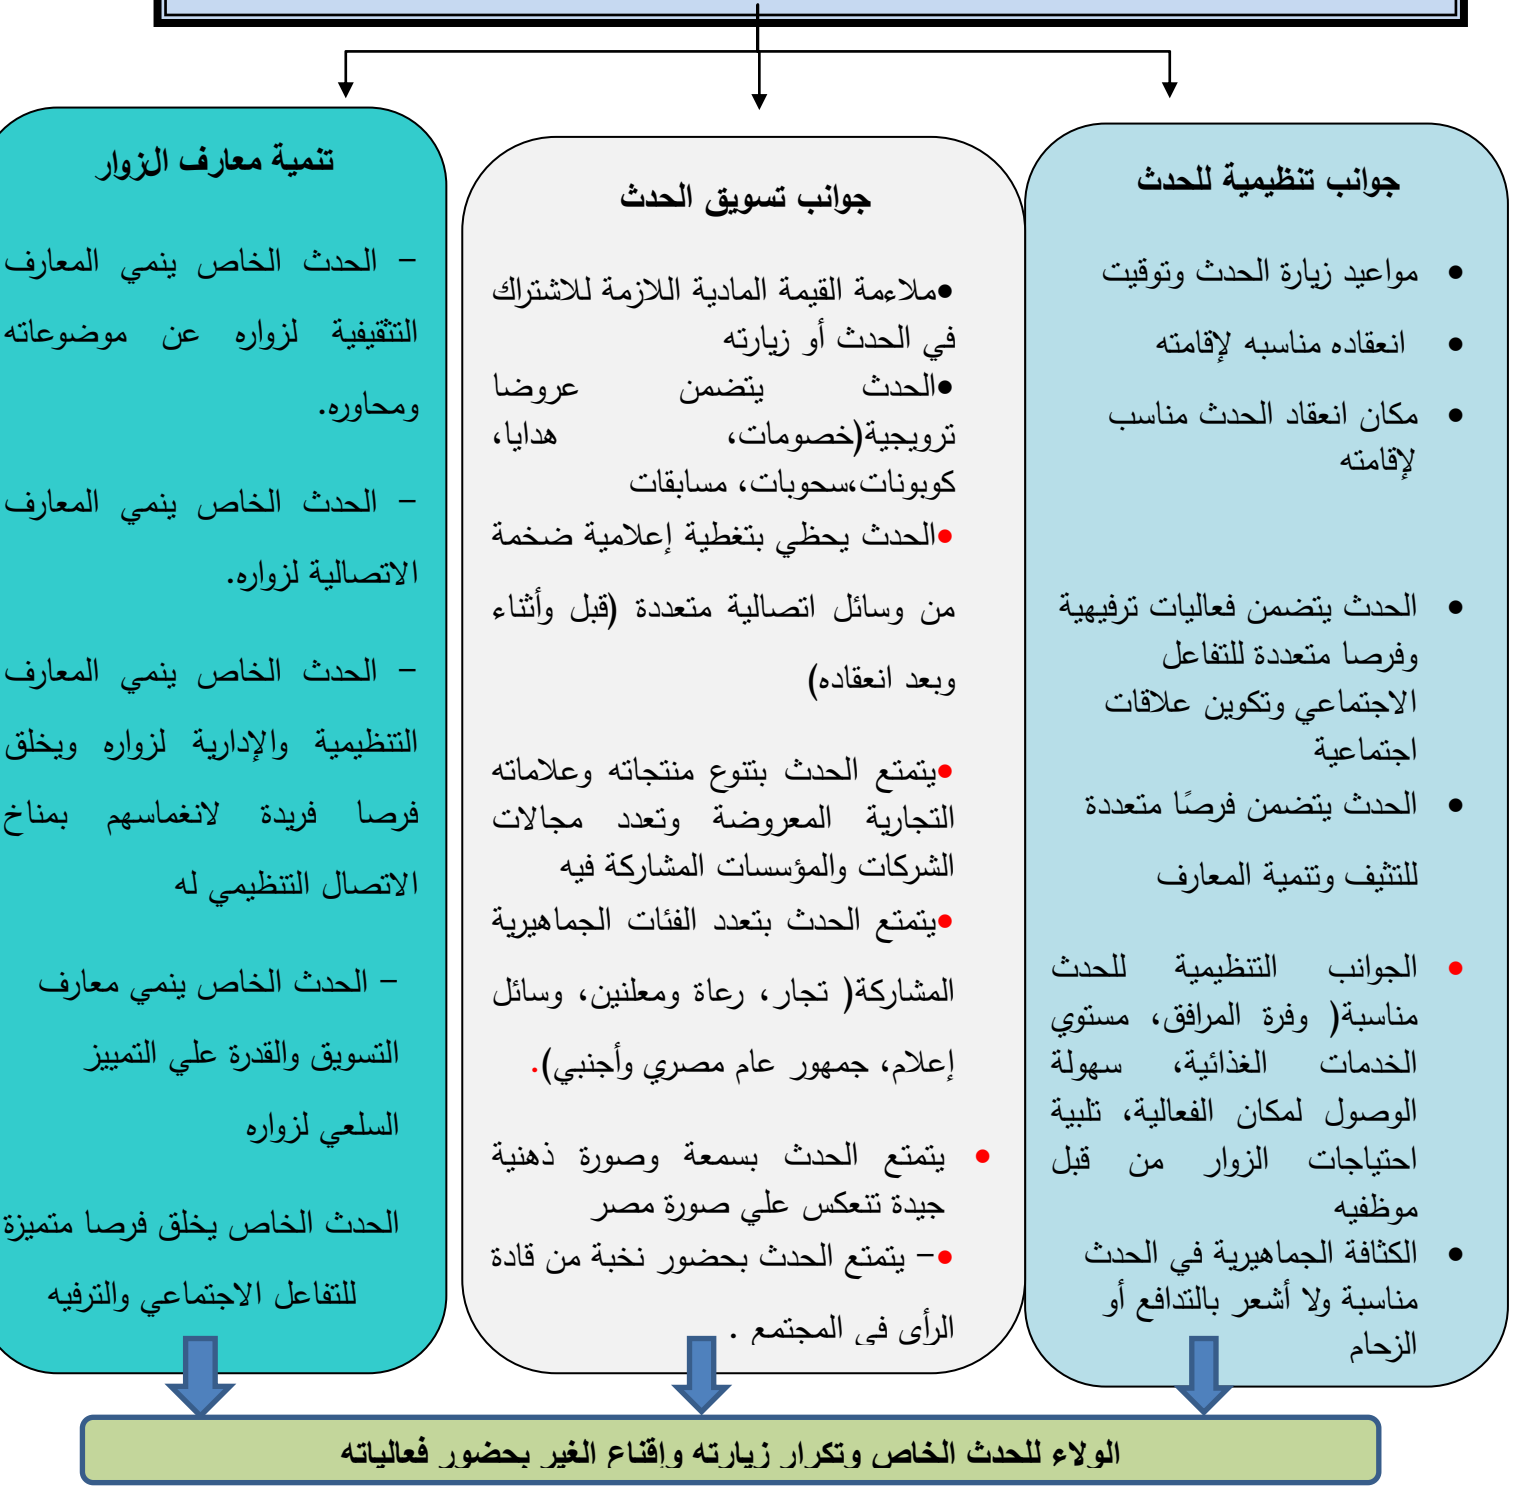 جوانب تنظيمية للحدث
• مواعيد زيارة الحدث وتوقيت
• انعقاده مناسبه لإقامته
• مكان انعقاد الحدث مناسب
لإقامته
• الحدث يتضمن فعاليات ترفيهية
وفرصا متعددة للتفاعل
الاجتماعي وتكوين علاقات
اجتماعية
• الحدث يتضمن فرصًا متعددة
للتثيف وتنمية المعارف
• الجوانب التنظيمية للحدث
مناسبة( وفرة المرافق، مستوي
الخدمات الغذائية، سهولة
الوصول لمكان الفعالية، تلبية
احتياجات الزوار من قبل
موظفيه
• الكثافة الجماهيرية في الحدث
مناسبة ولا أشعر بالتدافع أو
الزحام
جوانب تسويق الحدث
•ملاءمة القيمة المادية اللازمة للاشتراك
في الحدث أو زيارته
•الحدث يتضمن عروضا
ترويجية(خصومات، هدايا،
كوبونات،سحوبات، مسابقات
•الحدث يحظي بتغطية إعلامية ضخمة
من وسائل اتصالية متعددة (قبل وأثناء
وبعد انعقاده)
•يتمتع الحدث بتنوع منتجاته وعلاماته
التجارية المعروضة وتعدد مجالات
الشركات والمؤسسات المشاركة فيه
•يتمتع الحدث بتعدد الفئات الجماهيرية
المشاركة( تجار، رعاة ومعلنين، وسائل
إعلام، جمهور عام مصري وأجنبي).
• يتمتع الحدث بسمعة وصورة ذهنية
جيدة تنعكس علي صورة مصر
•- يتمتع الحدث بحضور نخبة من قادة
الرأي في المجتمع .
تنمية معارف الزوار
- الحدث الخاص ينمي المعارف
التثقيفية لزواره عن موضوعاته
ومحاوره.
- الحدث الخاص ينمي المعارف
الاتصالية لزواره.
- الحدث الخاص ينمي المعارف
التنظيمية والإدارية لزواره ويخلق
فرصا فريدة لانغماسهم بمناخ
الاتصال التنظيمي له
- الحدث الخاص ينمي معارف
التسويق والقدرة علي التمييز
السلعي لزواره
الحدث الخاص يخلق فرصا متميزة
للتفاعل الاجتماعي والترفيه
الولاء للحدث الخاص وتكرار زيارته وإقناع الغير بحضور فعالياته